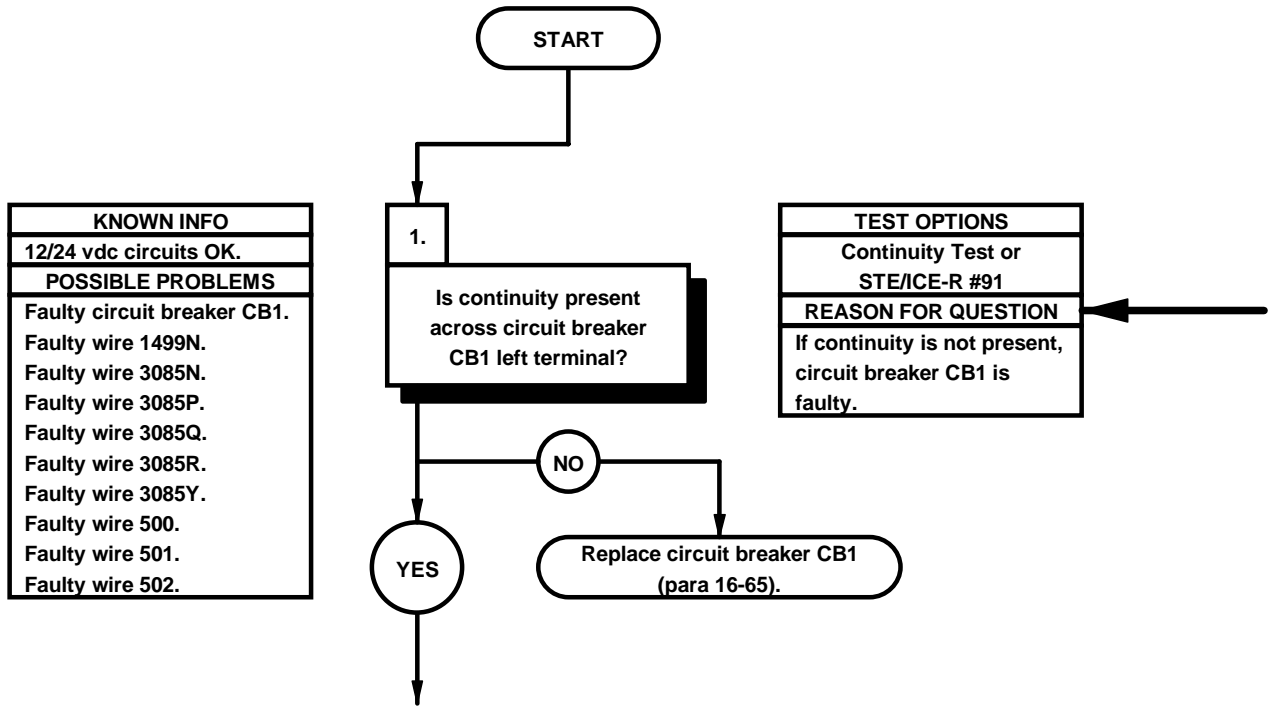 START
KNOWN INFO
12/24 vdc circuits OK.
POSSIBLE PROBLEMS
Faulty circuit breaker CB1.
Faulty wire 1499N.
Faulty wire 3085N.
Faulty wire 3085P.
Faulty wire 3085Q.
Faulty wire 3085R.
Faulty wire 3085Y.
Faulty wire 500.
Faulty wire 501.
Faulty wire 502.
1.
Is continuity present
across circuit breaker
CB1 left terminal?
TEST OPTIONS
Continuity Test or
STE/ICE-R #91
REASON FOR QUESTION
If continuity is not present,
circuit breaker CB1 is
faulty.
NO
YES
Replace circuit breaker CB1
(para 16-65).